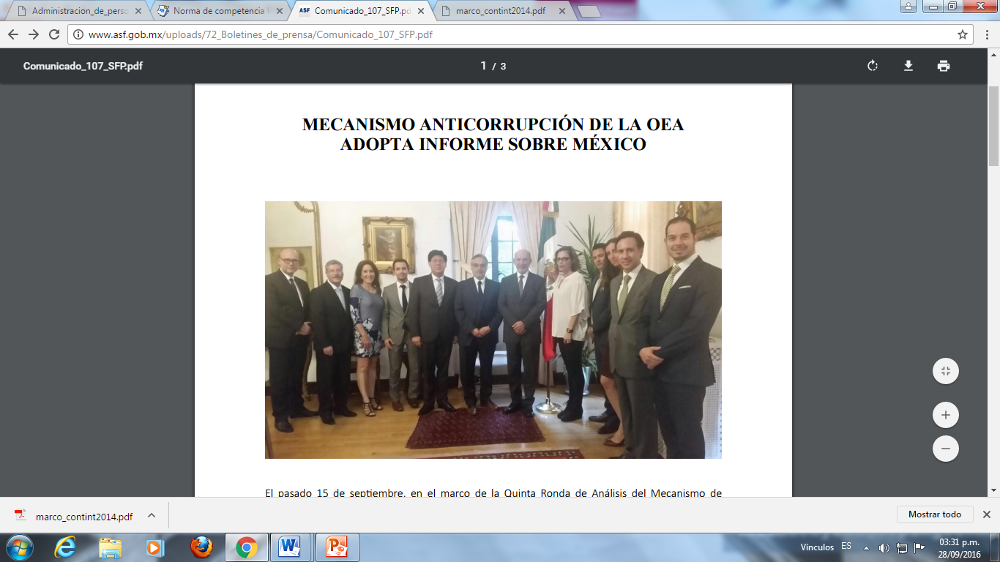 Administracion_de_perso
Norma de competencia l
ASF Comunicado_107_SFP.pd
marco_contint2014.pdf
www.asf.gob.mx/uploads/72_Boletines_de_prensa/Comunicado_107_SFP.pdf
Comunicado_107_SFP.pdf
1 / 3
MECANISMO ANTICORRUPCIÓN DE LA OEA
ADOPTA INFORME SOBRE MÉXICO
El pasado 15 de septiembre, en el marco de la Quinta Ronda de Análisis del Mecanismo de
marco_contint2014.pdf
Mostrar todo
Vínculos
ES
03:31 p.m.
28/09/2016